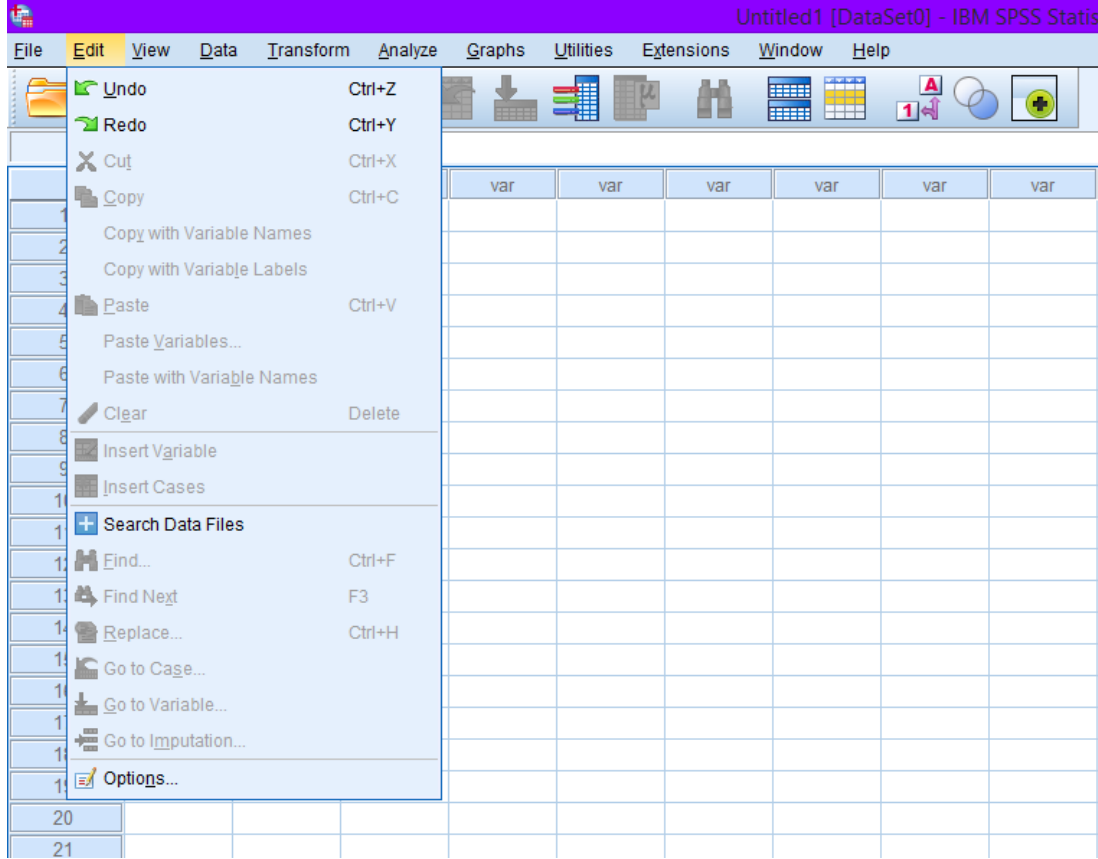 Untitled1 [DataSet0] - IBM SPSS Statis
File Edit View Data Transform Analyze Graphs Utilities Extensions Window Help
Undo Ctrl+Z
Redo Ctrl+Y
Cut Ctrl+X
Copy Ctrl+C
Copy with Variable Names
Copy with Variable Labels
Paste Ctrl+V
Paste Variables...
Paste with Variable Names
Clear Delete
Insert Variable
Insert Cases
Search Data Files
Find... Ctrl+F
Find Next F3
Replace... Ctrl+H
Go to Case...
Go to Variable...
Go to Imputation...
Options...
A
1
µ
var var var var var var
20
21